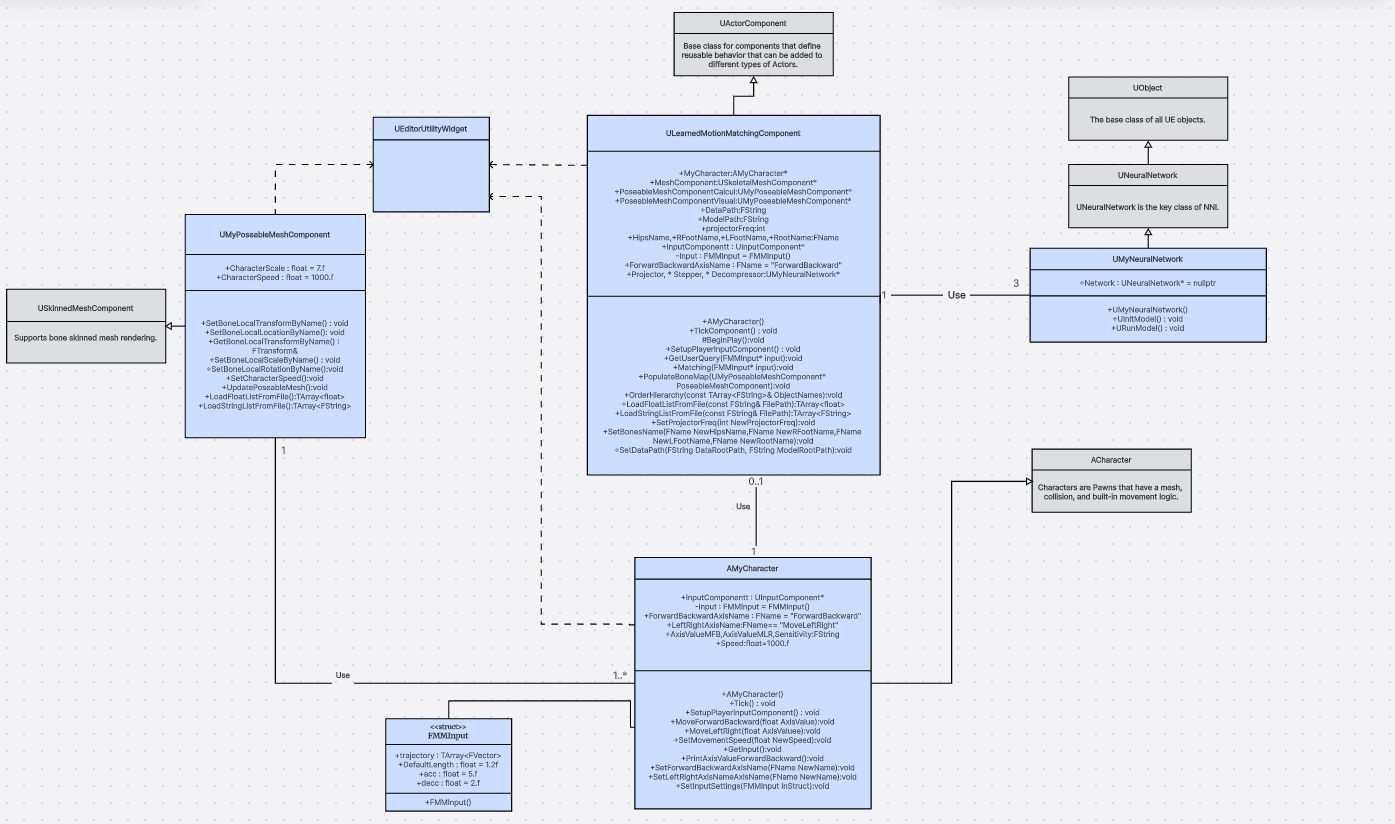 UActorComponent
Base class for components that define
reusable behavior that can be added to
different types of Actors.
UObject
The base class of all UE objects.
UEditorUtilityWidget
ULearnedMotionMatchingComponent
+MyCharacter:AMyCharacter*
+MeshComponent:USkeletalMeshComponent*
+PoseableMeshComponentCalcul:UMyPoseableMeshComponent*
+PoseableMeshComponentVisual:UMyPoseableMeshComponent*
+DataPath:FString
+ModelPath:FString
+projectorFreq:int
+HipsName,+RFootName,+LFootName,+RootName:FName
+InputComponentt : UInputComponent*
-Input : FMMInput = FMMInput()
+ForwardBackwardAxisName : FName = "ForwardBackward"
+Projector, * Stepper, * Decompressor:UMyNeuralNetwork*
+AMyCharacter()
+TickComponent() : void
#BeginPlay():void
+SetupPlayerInputComponent() : void
+GetUserQuery(FMMInput* input):void
+Matching(FMMInput* input):void
+PopulateBoneMap(UMyPoseableMeshComponent*
PoseableMeshComponent):void
+OrderHierarchy(const TArray<FString>& ObjectNames):void
+LoadFloatListFromFile(const FString& FilePath):TArray<float>
+LoadStringListFromFile(const FString& FilePath):TArray<FString>
+SetProjectorFreq(int NewProjectorFreq):void
+SetBonesName(FName NewHipsName,FName NewRFootName,FName
NewLFootName,FName NewRootName):void
+SetDataPath(FString DataRootPath, FString ModelRootPath):void
UNeuralNetwork
UNeuralNetwork is the key class of NNI.
UMyNeuralNetwork
+Network : UNeuralNetwork* = nullptr
+UMyNeuralNetwork()
+UInitModel() : void
+URunModel() : void
1
Use
3
UMyPoseableMeshComponent
+CharacterScale : float = 7.f
+CharacterSpeed : float = 1000.f
+SetBoneLocalTransformByName() : void
+SetBoneLocalLocationByName() : void
+GetBoneLocalTransformByName() :
FTransform&
+SetBoneLocalScaleByName() : void
+SetBoneLocalRotationByName():void
+SetCharacterSpeed():void
+UpdatePoseableMesh():void
+LoadFloatListFromFile():TArray<float>
+LoadStringListFromFile():TArray<FString>
USkinnedMeshComponent
Supports bone skinned mesh rendering.
1
0..1
Use
1
ACharacter
Characters are Pawns that have a mesh,
collision, and built-in movement logic.
AMyCharacter
+InputComponentt : UInputComponent*
-Input : FMMInput = FMMInput()
+ForwardBackwardAxisName : FName = "ForwardBackward"
+LeftRightAxisName:FName== "MoveLeftRight"
+AxisValueMFB,AxisValueMLR,Sensitivity:FString
+Speed:float=1000.f
+AMyCharacter()
+Tick() : void
+SetupPlayerInputComponent() : void
+MoveForwardBackward(float AxisValue):void
+MoveLeftRight(float AxisValuee):void
+SetMovementSpeed(float NewSpeed):void
+GetInput():void
+PrintAxisValueForwardBackward():void
+SetForwardBackwardAxisName(FName NewName):void
+SetLeftRightAxisNameAxisName(FName NewName):void
+SetInputSettings(FMMInput InStruct):void
Use
1..*
<<struct>>
FMMInput
+trajectory : TArray<FVector>
+DefaultLength : float = 1.2f
+acc : float = 5.f
+decc : float = 2.f
+FMMInput()